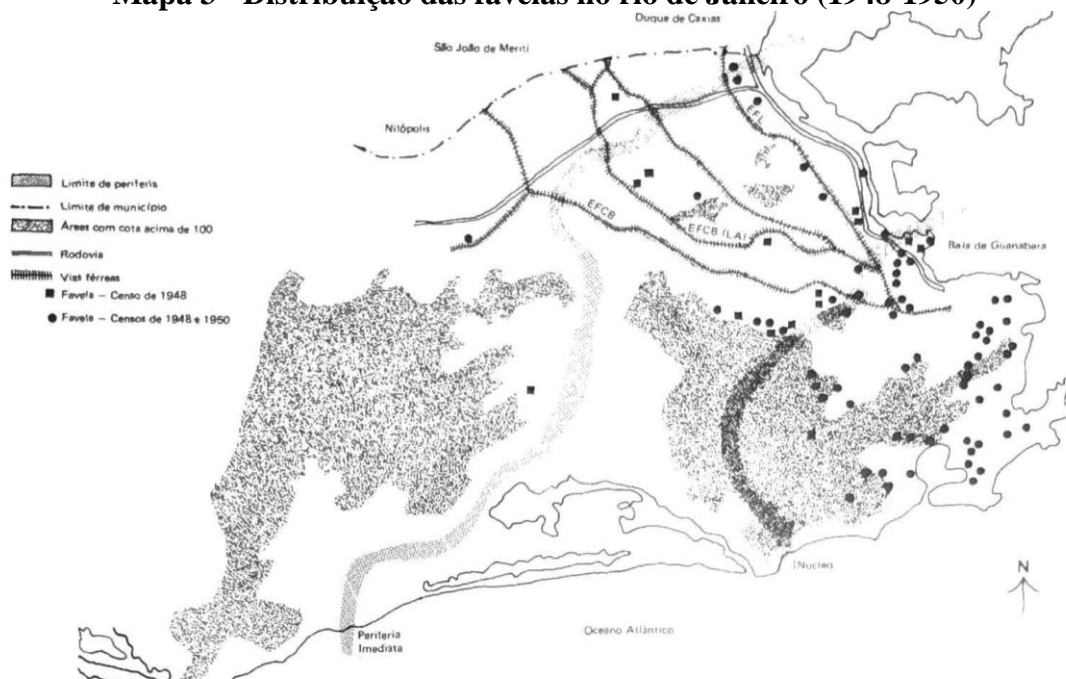 Mapa 3 - Distribuição das favelas no rio de Janeiro (1948-1950)
Duque de Caxias
São João de Meriti
Nilópolis
EFL
EFCB
EFCB (LA)
Baía de Guanabara
Limite de periferia
Limite de município
Áreas com cota acima de 100
Rodovia
Vias férreas
Favela – Censo de 1948
Favela – Censos de 1948 e 1950
Núcleo
N
Periferia
Imediata
Oceano Atlântico